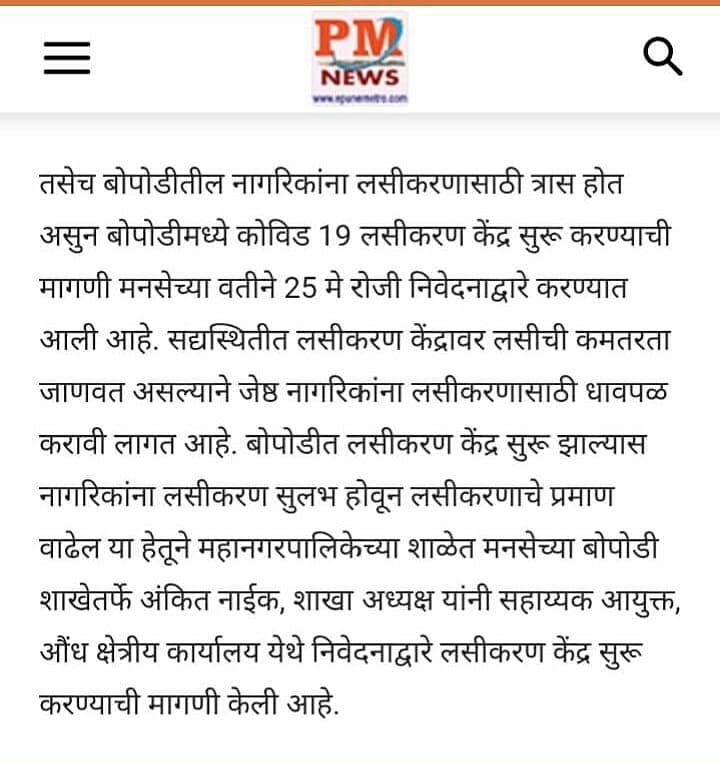 PM
NEWS
www.epunemetro.com
तसेच बोपोडीतील नागरिकांना लसीकरणासाठी त्रास होत
असुन बोपोडीमध्ये कोविड 19 लसीकरण केंद्र सुरू करण्याची
मागणी मनसेच्या वतीने 25 मे रोजी निवेदनाद्वारे करण्यात
आली आहे. सद्यस्थितीत लसीकरण केंद्रावर लसीची कमतरता
जाणवत असल्याने जेष्ठ नागरिकांना लसीकरणासाठी धावपळ
करावी लागत आहे. बोपोडीत लसीकरण केंद्र सुरू झाल्यास
नागरिकांना लसीकरण सुलभ होवून लसीकरणाचे प्रमाण
वाढेल या हेतूने महानगरपालिकेच्या शाळेत मनसेच्या बोपोडी
शाखेतर्फे अंकित नाईक, शाखा अध्यक्ष यांनी सहाय्यक आयुक्त,
औंध क्षेत्रीय कार्यालय येथे निवेदनाद्वारे लसीकरण केंद्र सुरू
करण्याची मागणी केली आहे.